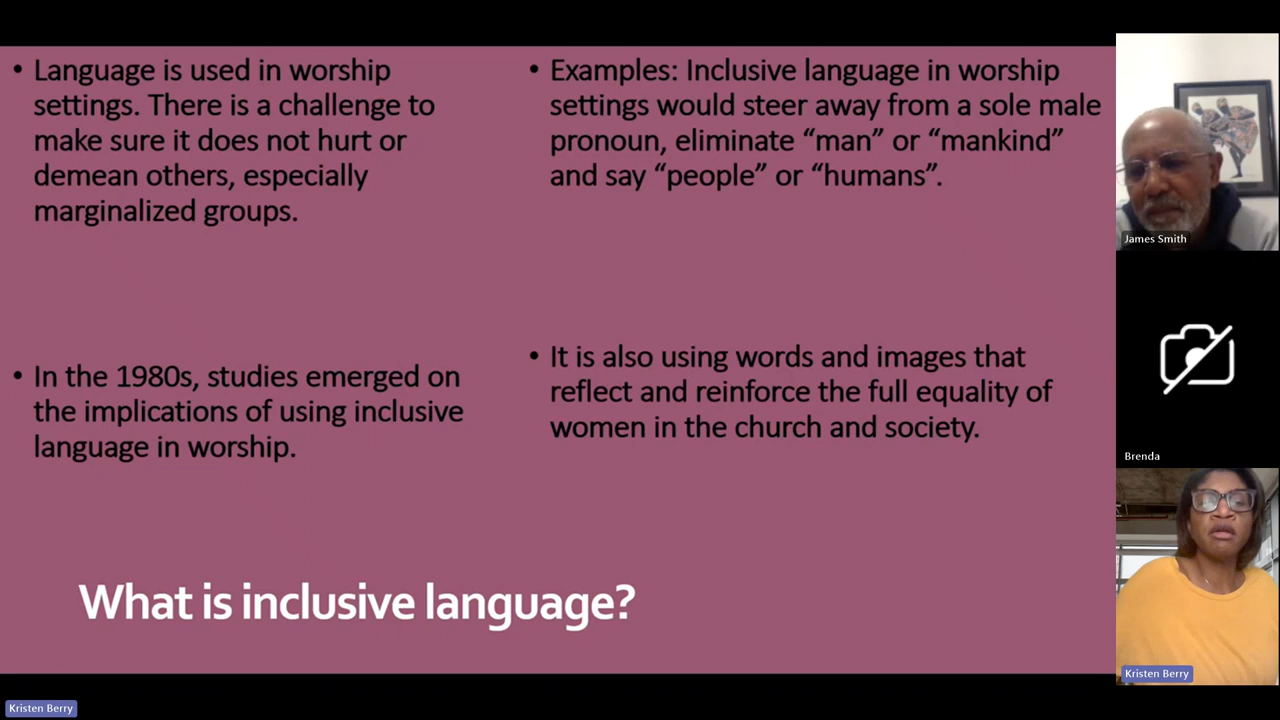 • Language is used in worship
settings. There is a challenge to
make sure it does not hurt or
demean others, especially
marginalized groups.
• In the 1980s, studies emerged on
the implications of using inclusive
language in worship.
• Examples: Inclusive language in worship
settings would steer away from a sole male
pronoun, eliminate “man” or “mankind”
and say “people” or “humans”.
• It is also using words and images that
reflect and reinforce the full equality of
women in the church and society.
What is inclusive language?
James Smith
Brenda
Kristen Berry
Kristen Berry